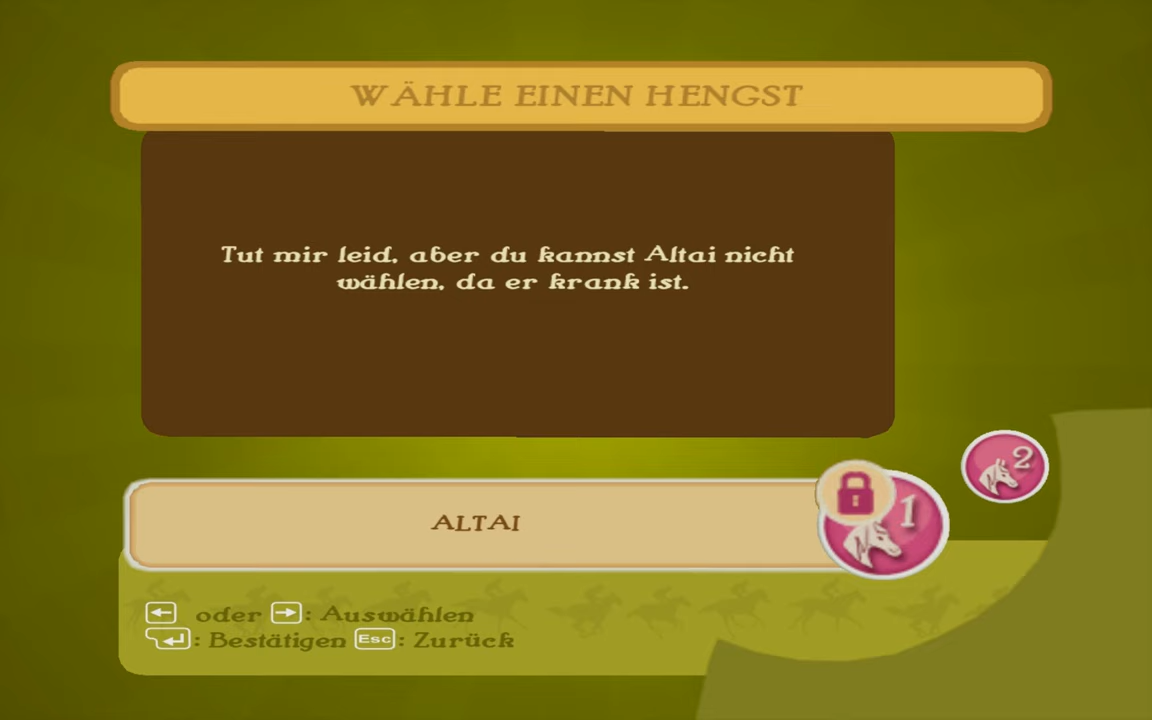 WÄHLE EINEN HENGST
Tut mir leid, aber du kannst Altai nicht
wählen, da er krank ist.
2
1
ALTAI
← oder →: Auswählen
↵: Bestätigen Esc: Zurück